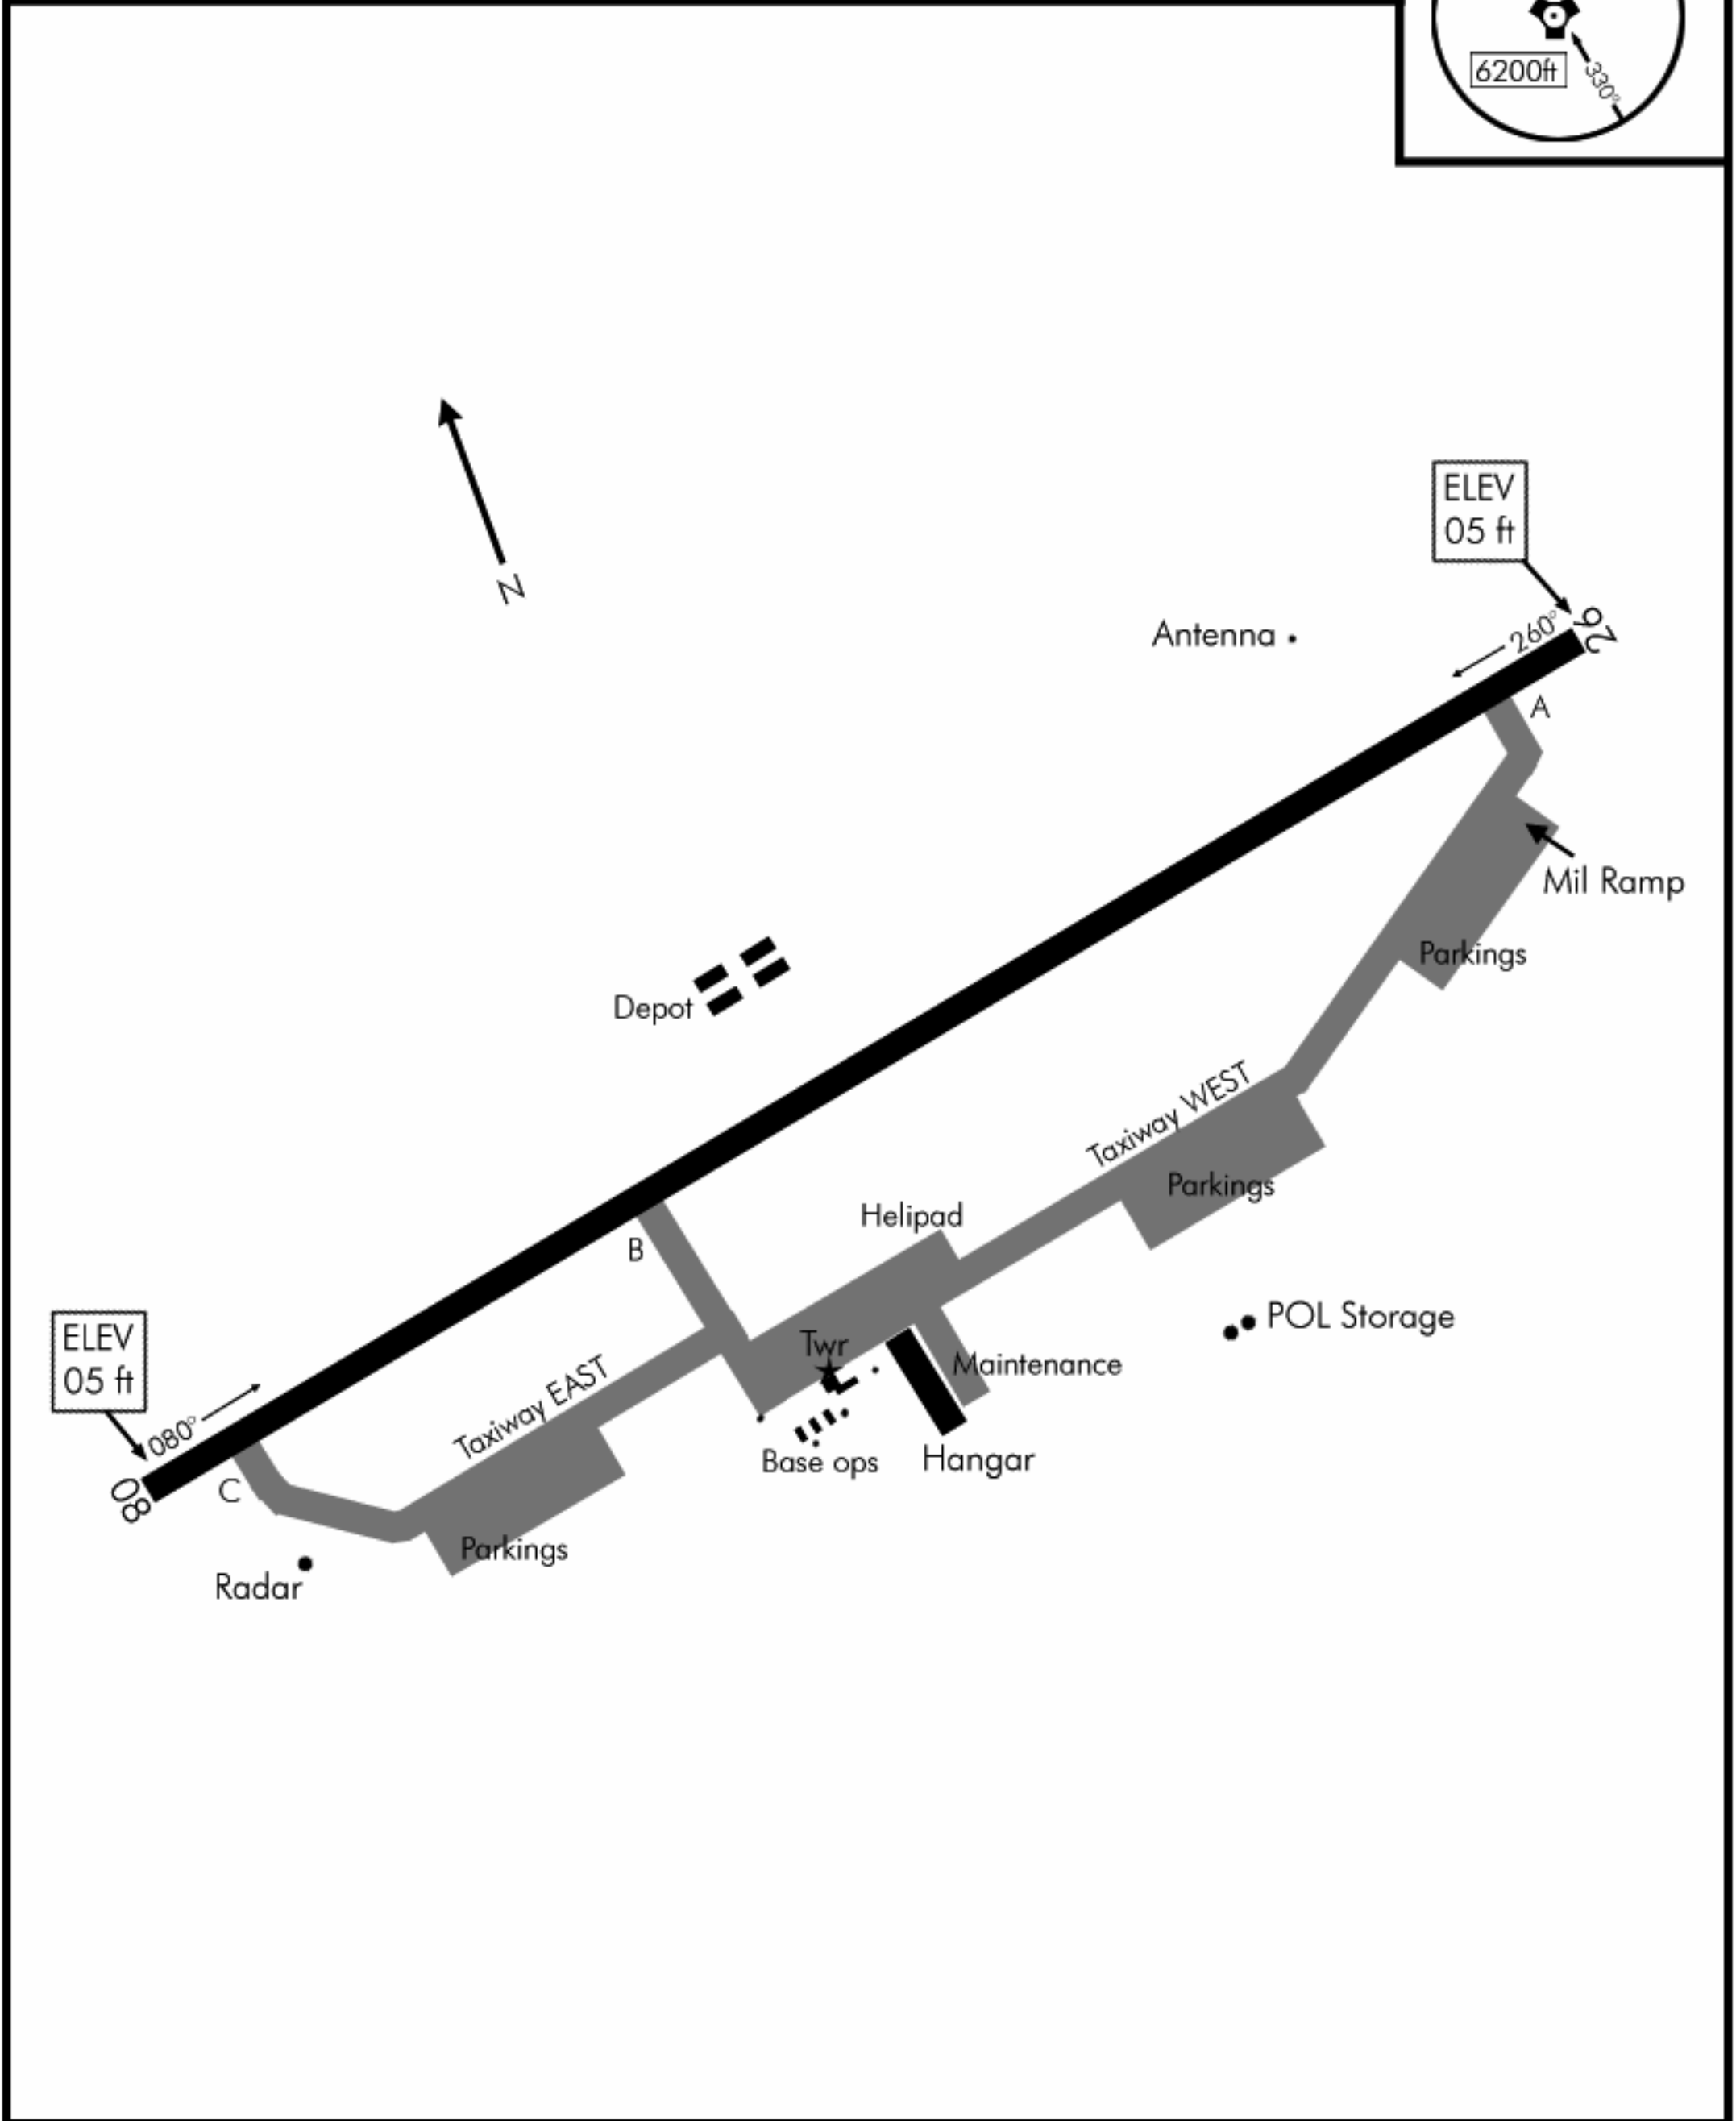 6200ft
330°
N
ELEV
05 ft
26
260°
Antenna
A
Mil Ramp
Parkings
Depot
Taxiway WEST
Parkings
Helipad
B
POL Storage
ELEV
05 ft
Twr
Maintenance
Taxiway EAST
080°
Base ops
Hangar
08
C
Parkings
Radar